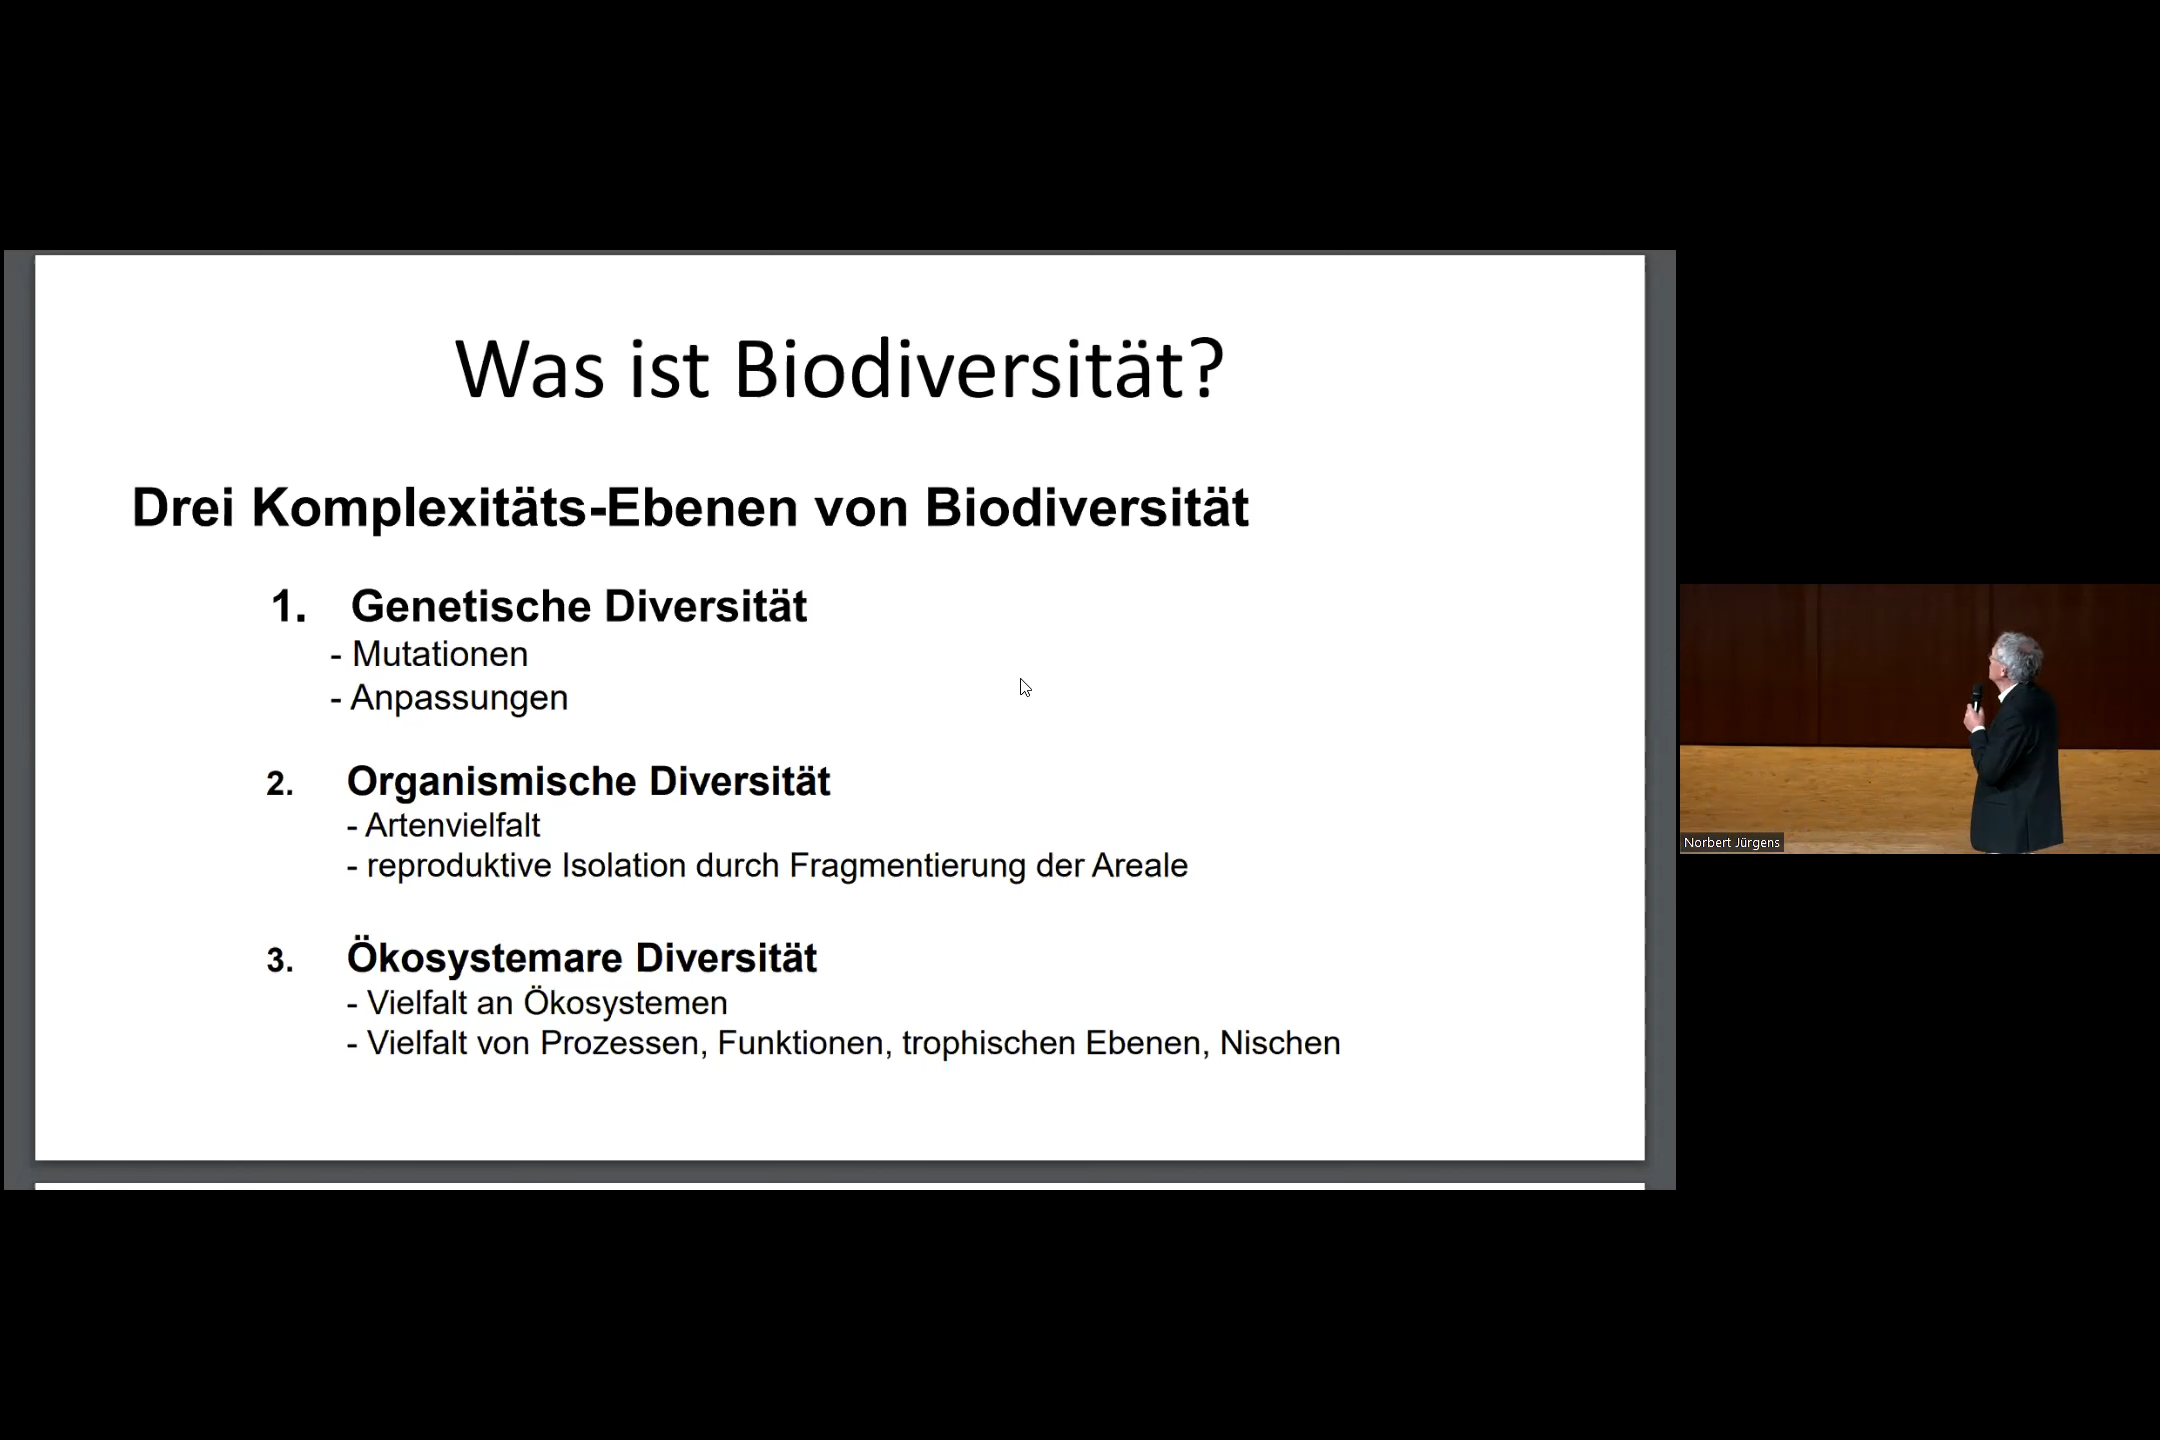 Was ist Biodiversität?
Drei Komplexitäts-Ebenen von Biodiversität
1. Genetische Diversität
- Mutationen
- Anpassungen
2. Organismische Diversität
- Artenvielfalt
- reproduktive Isolation durch Fragmentierung der Areale
3. Ökosystemare Diversität
- Vielfalt an Ökosystemen
- Vielfalt von Prozessen, Funktionen, trophischen Ebenen, Nischen
Norbert Jürgens